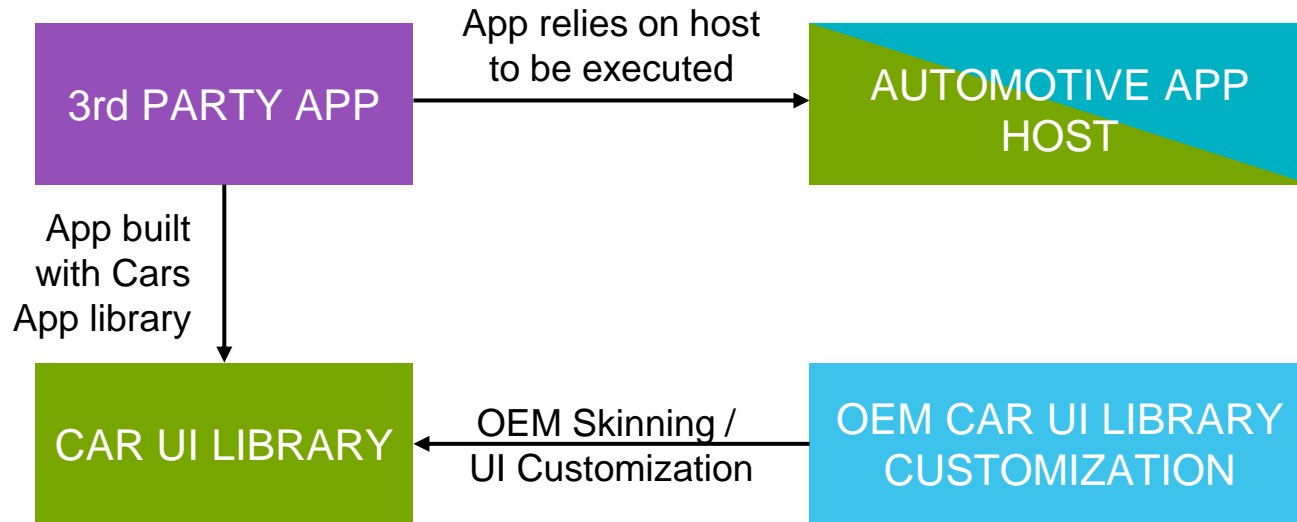 3rd PARTY APP
App relies on host
to be executed
AUTOMOTIVE APP
HOST
App built
with Cars
App library
CAR UI LIBRARY
OEM Skinning /
UI Customization
OEM CAR UI LIBRARY
CUSTOMIZATION